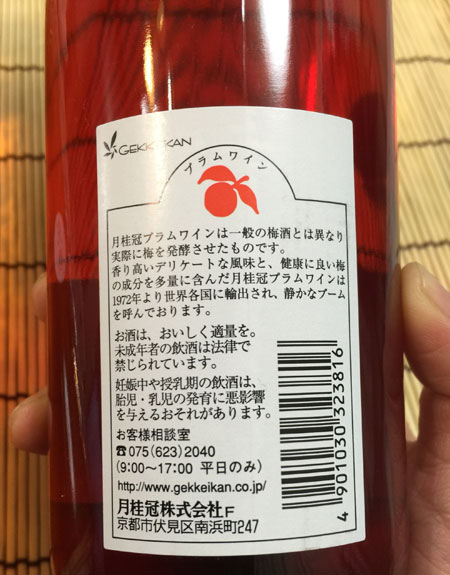 GEKKEIKAN
プラムワイン
月桂冠プラムワインは一般の梅酒とは異なり
実際に梅を発酵させたものです。
香り高いデリケートな風味と、健康に良い梅
の成分を多量に含んだ月桂冠プラムワインは
1972年より世界各国に輸出され、静かなブーム
を呼んでおります。
お酒は、おいしく適量を。
未成年者の飲酒は法律で
禁じられています。
妊娠中や授乳期の飲酒は、
胎児・乳児の発育に悪影響
を与えるおそれがあります。
お客様相談室
☎075(623)2040
(9:00〜17:00 平日のみ)
http://www.gekkeikan.co.jp/
月桂冠株式会社F
京都市伏見区南浜町247
4901030323816